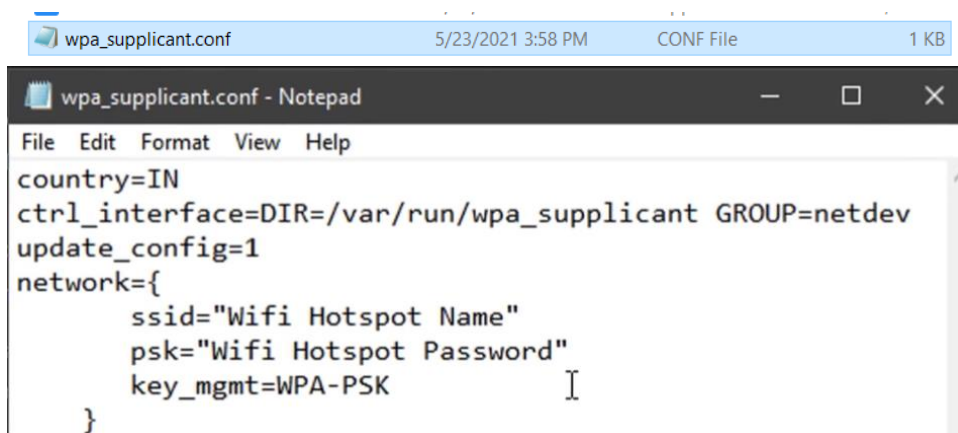 wpa_supplicant.conf 5/23/2021 3:58 PM CONF File 1 KB
wpa_supplicant.conf - Notepad
File Edit Format View Help
country=IN
ctrl_interface=DIR=/var/run/wpa_supplicant GROUP=netdev
update_config=1
network={
ssid="Wifi Hotspot Name"
psk="Wifi Hotspot Password"
key_mgmt=WPA-PSK
}